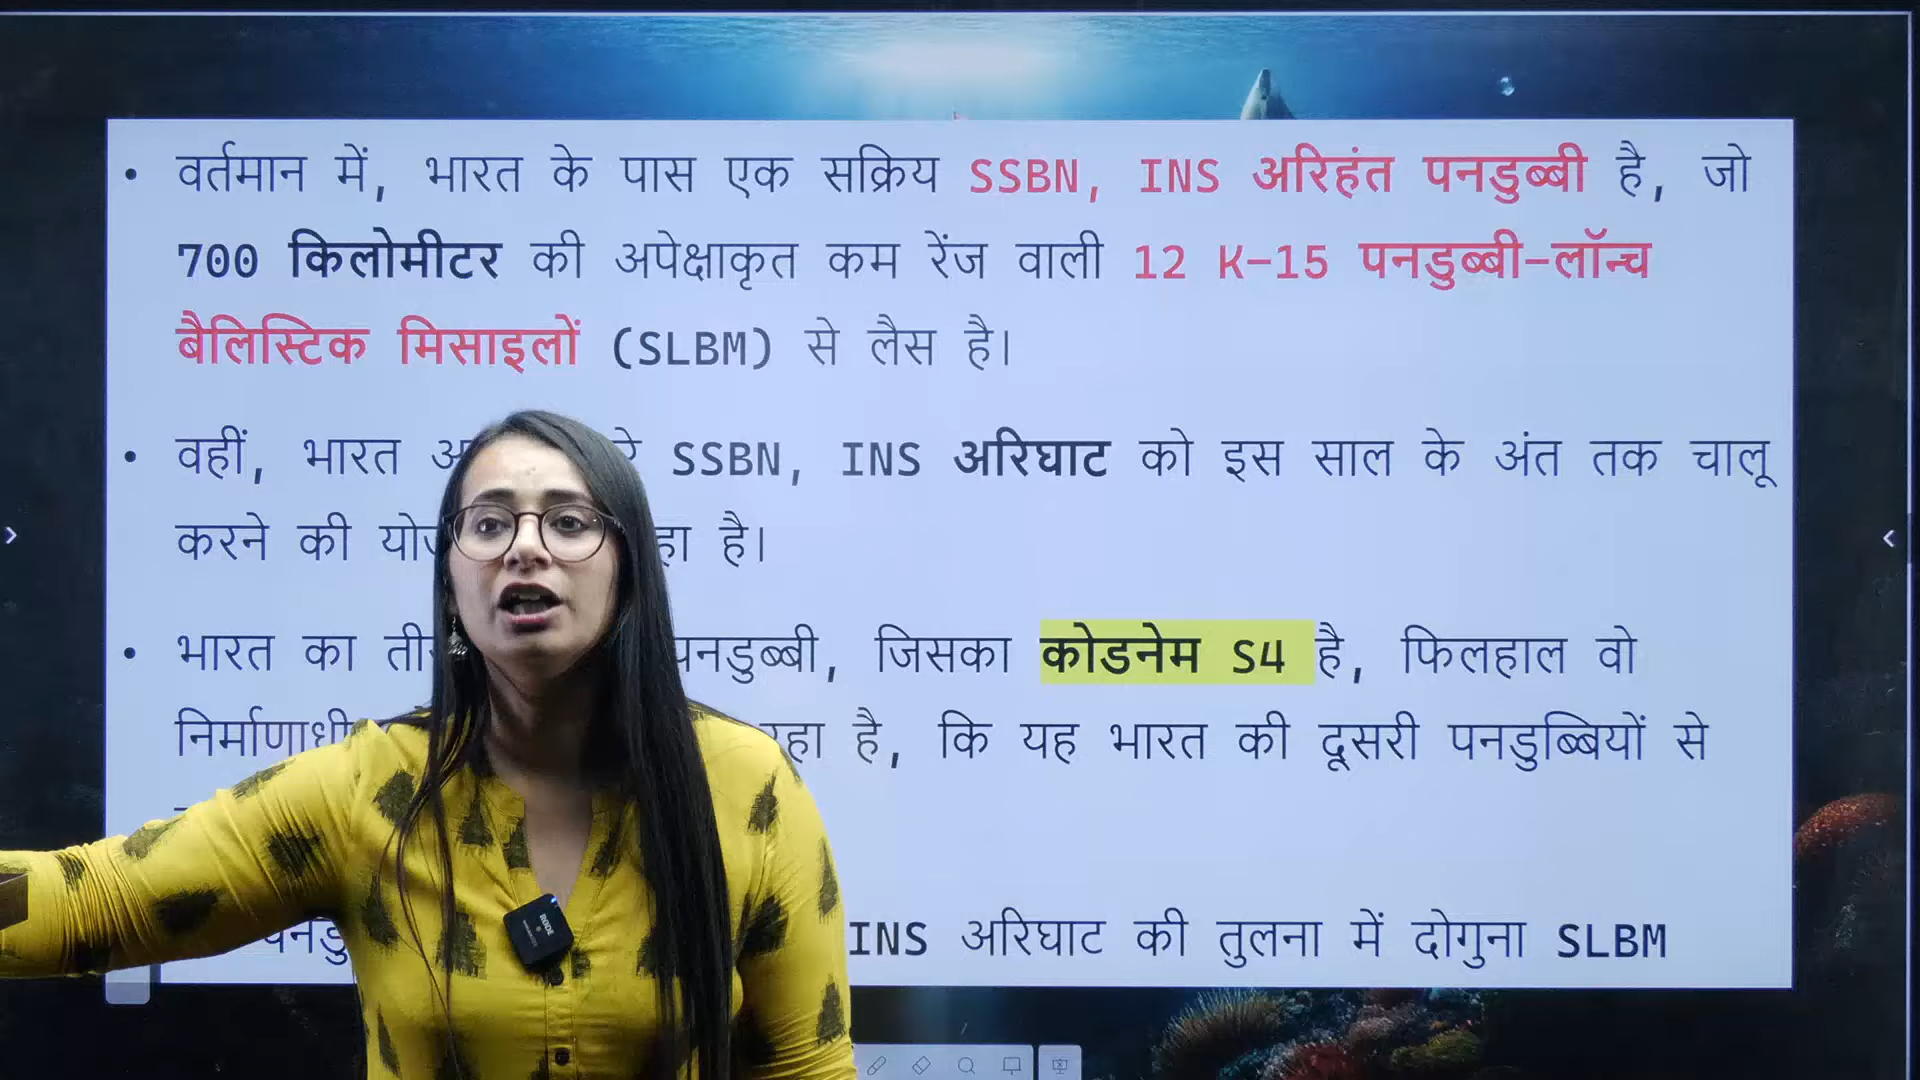 • वर्तमान में, भारत के पास एक सक्रिय SSBN, INS अरिहंत पनडुब्बी है, जो
700 किलोमीटर की अपेक्षाकृत कम रेंज वाली 12 K-15 पनडुब्बी-लॉन्च
बैलिस्टिक मिसाइलों (SLBM) से लैस है।
• वहीं, भारत SSBN, INS अरिघाट को इस साल के अंत तक चालू
करने की है।
• भारत का पनडुब्बी, जिसका कोडनेम S4 है, फिलहाल वो
रहा है, कि यह भारत की दूसरी पनडुब्बियों से
INS अरिघाट की तुलना में दोगुना SLBM
RODE